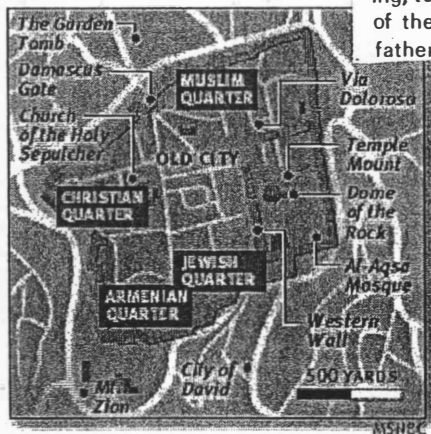 ing, to
of the
father
The Garden
Tomb
Damascus
Gate
Church
of the Holy
Sepulcher
MUSLIM
QUARTER
Via
Dolorosa
OLD CITY
Temple
Mount
CHRISTIAN
QUARTER
Dome
of the
Rock
JEWISH
QUARTER
Al-Aqsa
Mosque
ARMENIAN
QUARTER
Western
Wall
City of
David
Mt.
Zion
500 YARDS
MSNBC